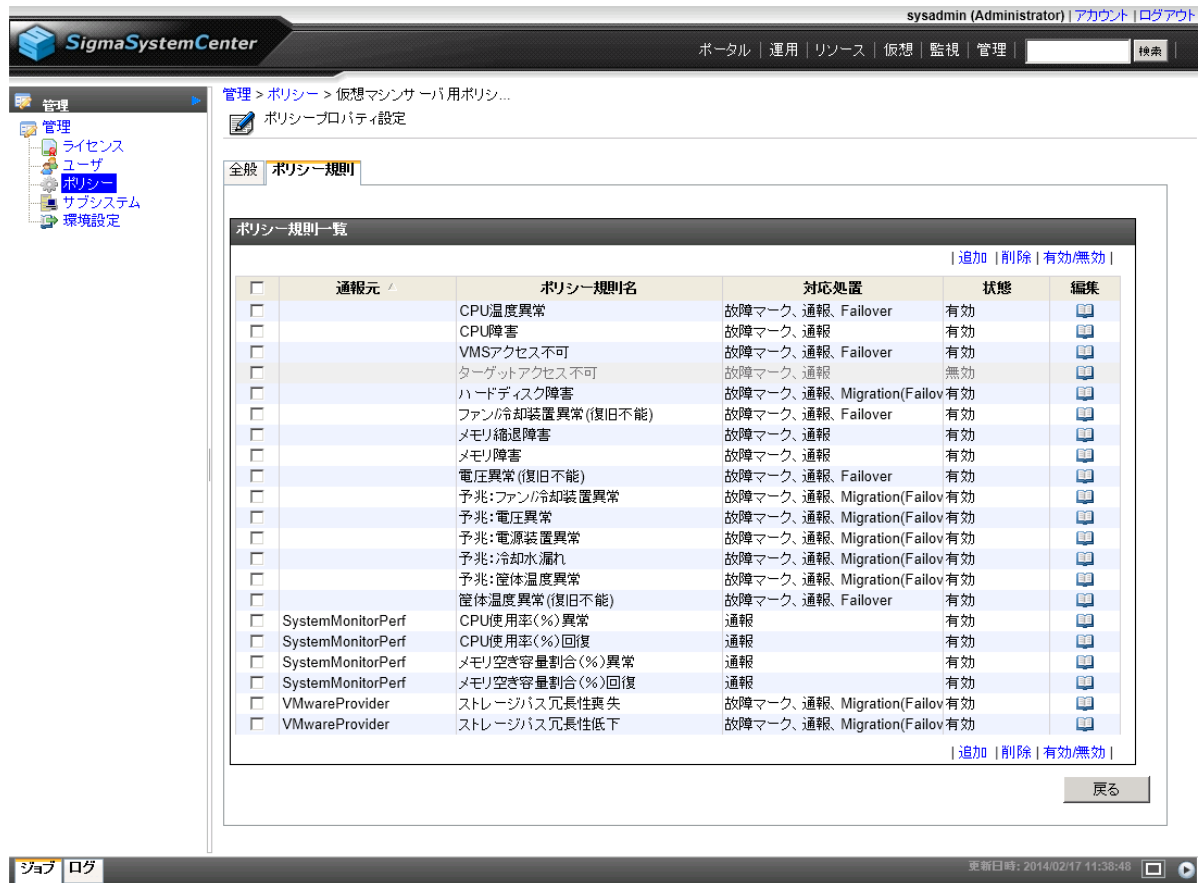 sysadmin (Administrator) | アカウント | ログアウト
SigmaSystemCenter
ポータル | 運用 | リソース | 仮想 | 監視 | 管理 | 検索 |
管理
管理
ライセンス
ユーザ
ポリシー
サブシステム
環境設定
管理 > ポリシー > 仮想マシンサーバ用ポリシ...
ポリシープロパティ設定
全般 ポリシー規則
ポリシー規則一覧
| 追加 | 削除 | 有効/無効 |
通報元 ポリシー規則名 対応処置 状態 編集
CPU温度異常 故障マーク、通報、Failover 有効
CPU障害 故障マーク、通報 有効
VMSアクセス不可 故障マーク、通報、Failover 有効
ターゲットアクセス不可 故障マーク、通報 無効
ハードディスク障害 故障マーク、通報、Migration(Failov 有効
ファン/冷却装置異常(復旧不能) 故障マーク、通報、Failover 有効
メモリ縮退障害 故障マーク、通報 有効
メモリ障害 故障マーク、通報 有効
電圧異常(復旧不能) 故障マーク、通報、Failover 有効
予兆:ファン/冷却装置異常 故障マーク、通報、Migration(Failov 有効
予兆:電圧異常 故障マーク、通報、Migration(Failov 有効
予兆:電源装置異常 故障マーク、通報、Migration(Failov 有効
予兆:冷却水漏れ 故障マーク、通報、Migration(Failov 有効
予兆:筐体温度異常 故障マーク、通報、Migration(Failov 有効
筐体温度異常(復旧不能) 故障マーク、通報、Failover 有効
SystemMonitorPerf CPU使用率(%)異常 通報 有効
SystemMonitorPerf CPU使用率(%)回復 通報 有効
SystemMonitorPerf メモリ空き容量割合(%)異常 通報 有効
SystemMonitorPerf メモリ空き容量割合(%)回復 通報 有効
VMwareProvider ストレージパス冗長性喪失 故障マーク、通報、Migration(Failov 有効
VMwareProvider ストレージパス冗長性低下 故障マーク、通報、Migration(Failov 有効
| 追加 | 削除 | 有効/無効 |
戻る
ジョブ ログ 更新日時: 2014/02/17 11:38:48